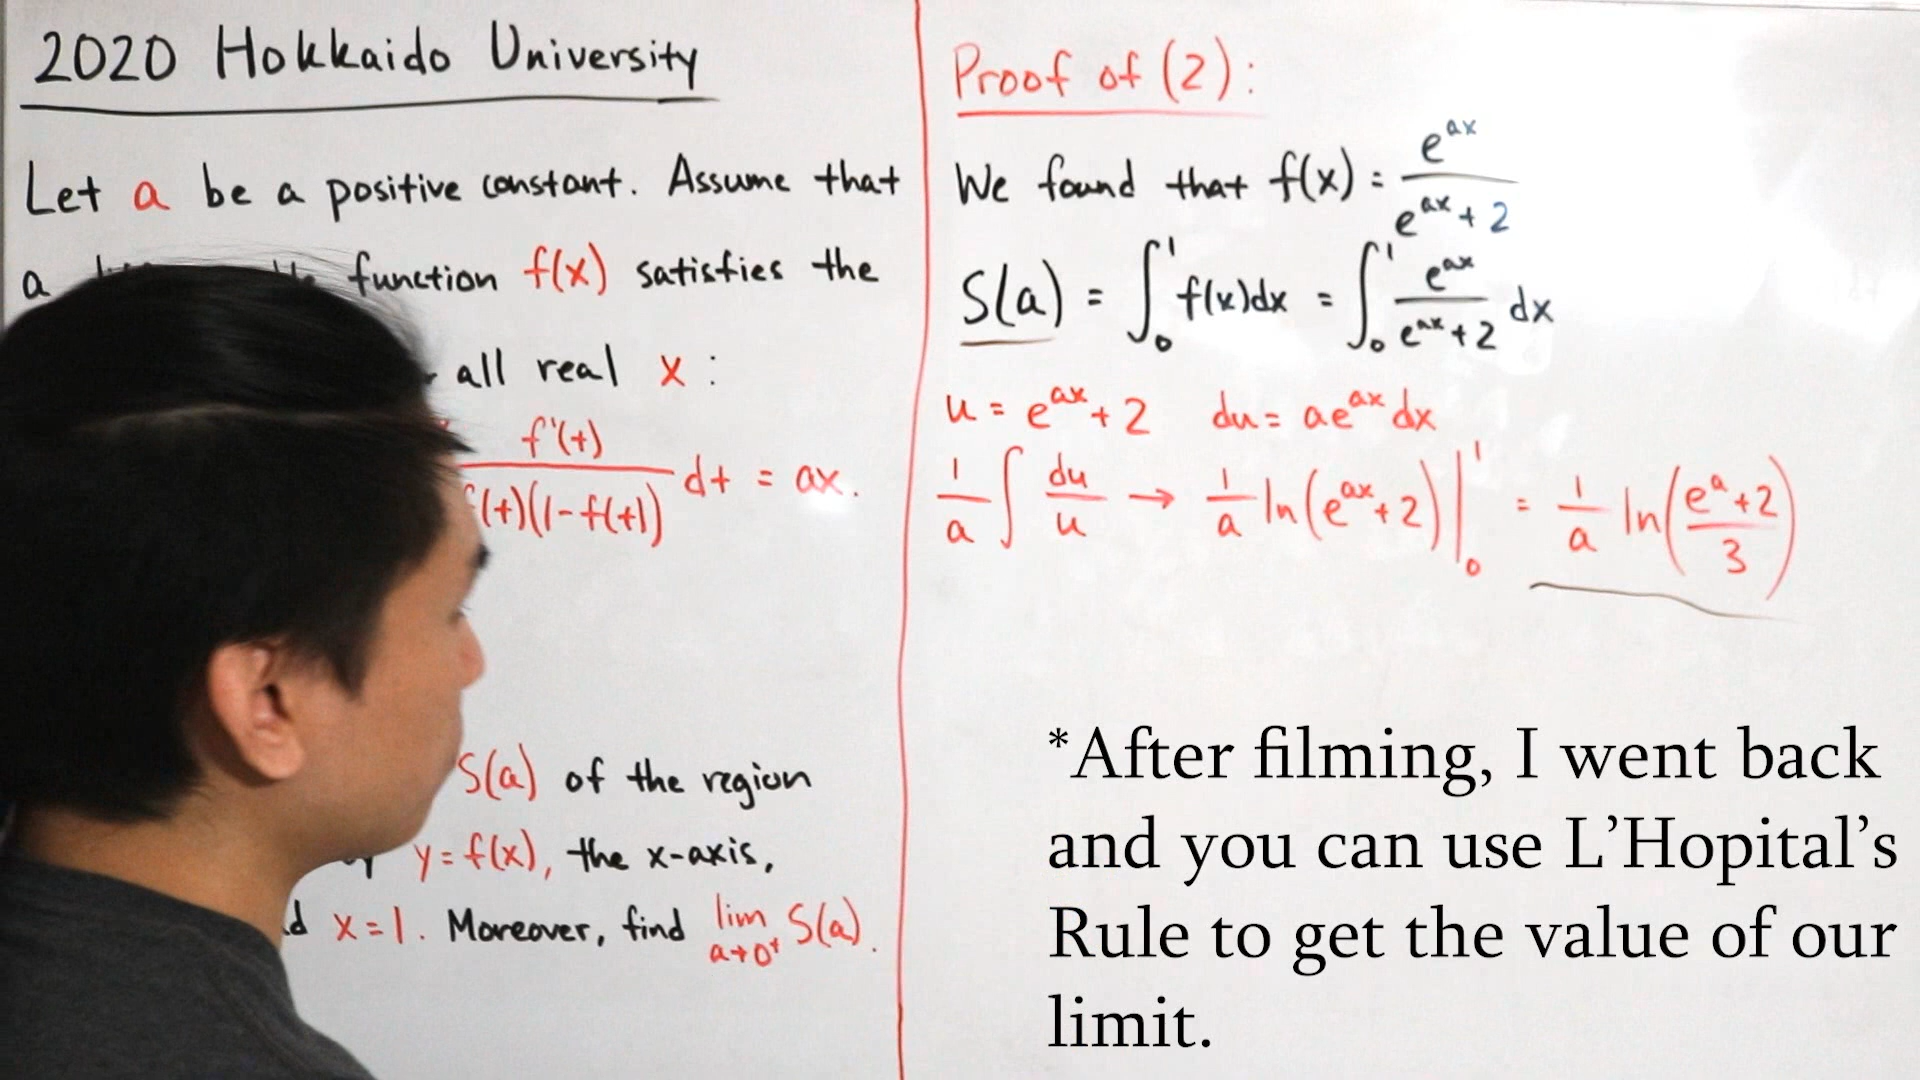 2020 Hokkaido University
Let a be a positive constant. Assume that
a function f(x) satisfies the
all real x :
f'(t)
f(t)(1-f(t)) dt = ax.
S(a) of the region
y = f(x), the x-axis,
x = 1. Moreover, find lim a→0⁺ S(a).
Proof of (2):
We found that f(x) = e^{ax} / (e^{ax} + 2)
S(a) = ∫₀¹ f(x)dx = ∫₀¹ e^{ax} / (e^{ax} + 2) dx
u = e^{ax} + 2 du = ae^{ax} dx
1/a ∫ du/u → 1/a ln(e^{ax} + 2) |₀¹ = 1/a ln((e^a + 2)/3)
*After filming, I went back
and you can use L’Hopital’s
Rule to get the value of our
limit.